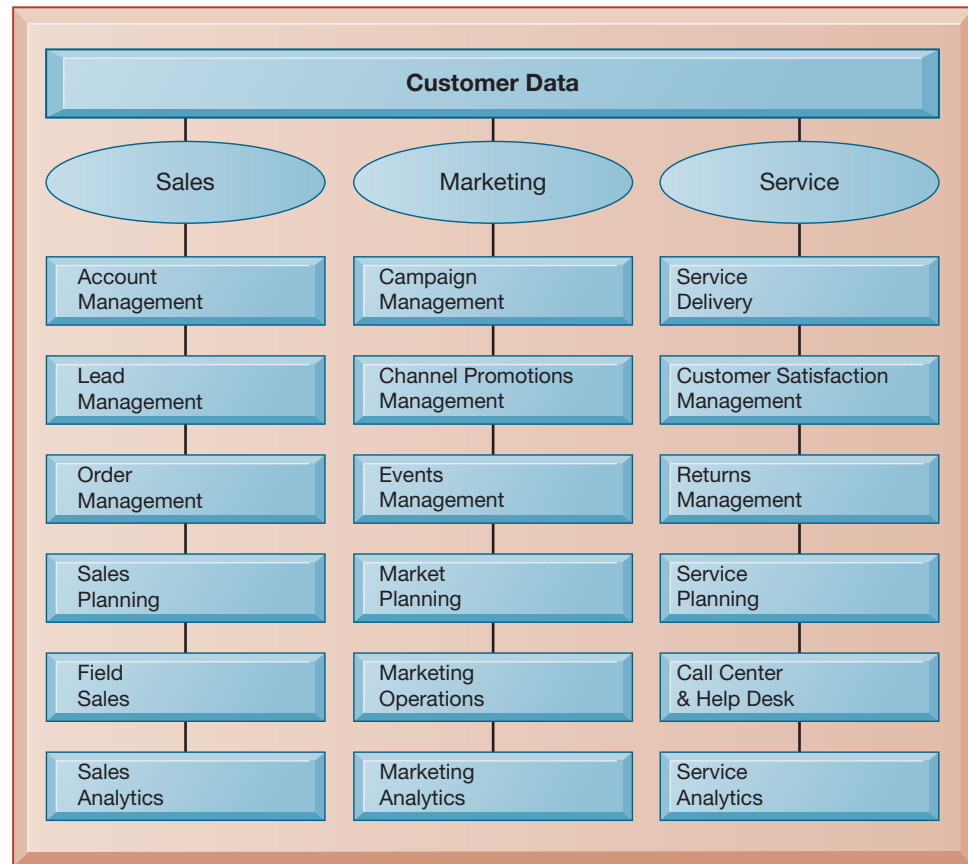 Customer Data
Sales
Marketing
Service
Account
Management
Campaign
Management
Service
Delivery
Lead
Management
Channel Promotions
Management
Customer Satisfaction
Management
Order
Management
Events
Management
Returns
Management
Sales
Planning
Market
Planning
Service
Planning
Field
Sales
Marketing
Operations
Call Center
& Help Desk
Sales
Analytics
Marketing
Analytics
Service
Analytics